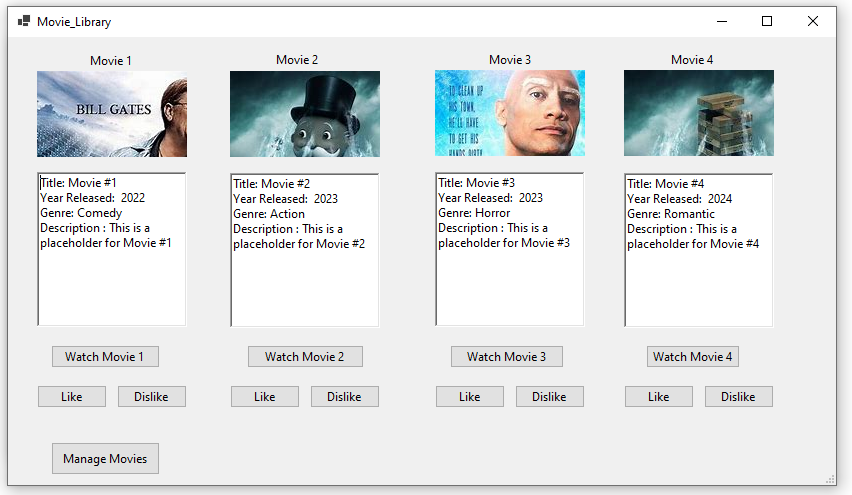 Movie_Library
Movie 1
Movie 2
Movie 3
Movie 4
BILL GATES
TO CLEAN UP
HIS TOWN,
HE'LL HAVE
TO GET HIS
HANDS DIRTY
Title: Movie #1
Year Released:  2022
Genre: Comedy
Description : This is a
placeholder for Movie #1
Title: Movie #2
Year Released:  2023
Genre: Action
Description : This is a
placeholder for Movie #2
Title: Movie #3
Year Released:  2023
Genre: Horror
Description : This is a
placeholder for Movie #3
Title: Movie #4
Year Released:  2024
Genre: Romantic
Description : This is a
placeholder for Movie #4
Watch Movie 1
Watch Movie 2
Watch Movie 3
Watch Movie 4
Like
Dislike
Like
Dislike
Like
Dislike
Like
Dislike
Manage Movies